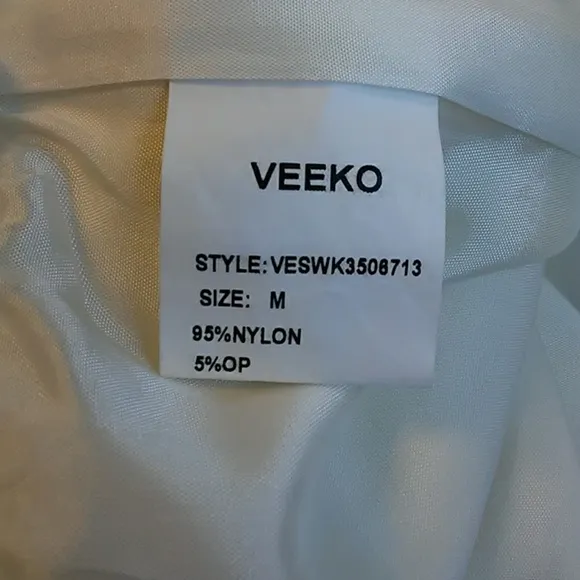 VEEKO
STYLE:VESWK3506713
SIZE: M
95%NYLON
5%OP